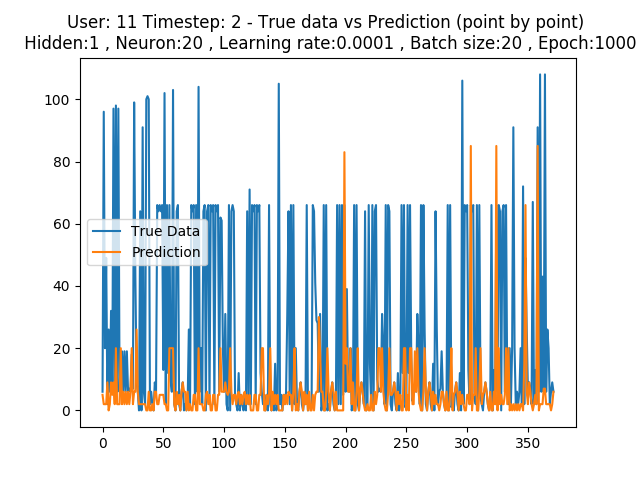 User: 11 Timestep: 2 - True data vs Prediction (point by point)
Hidden:1 , Neuron:20 , Learning rate:0.0001 , Batch size:20 , Epoch:1000
100
80
60
40
20
0
True Data
Prediction
0 50 100 150 200 250 300 350